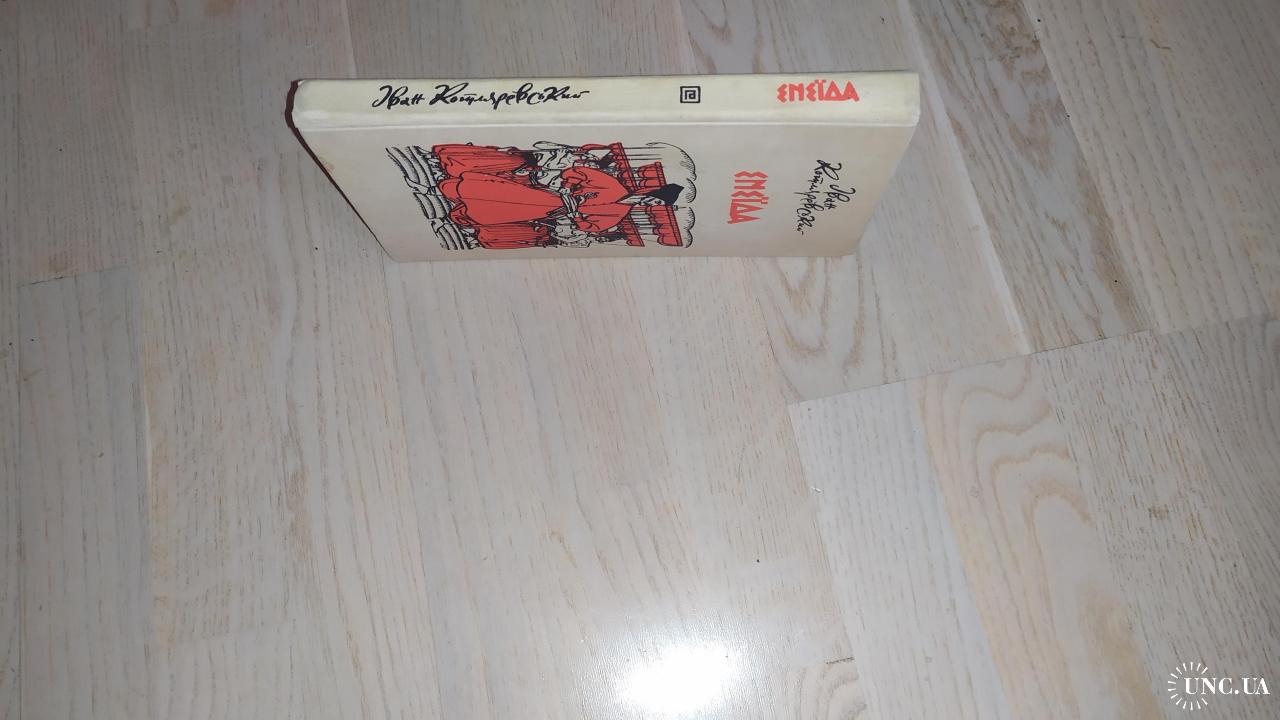 Іван Котляревський
ЕНЕЇДА
Іван
Котляревський
ЕНЕЇДА
UNC.UA